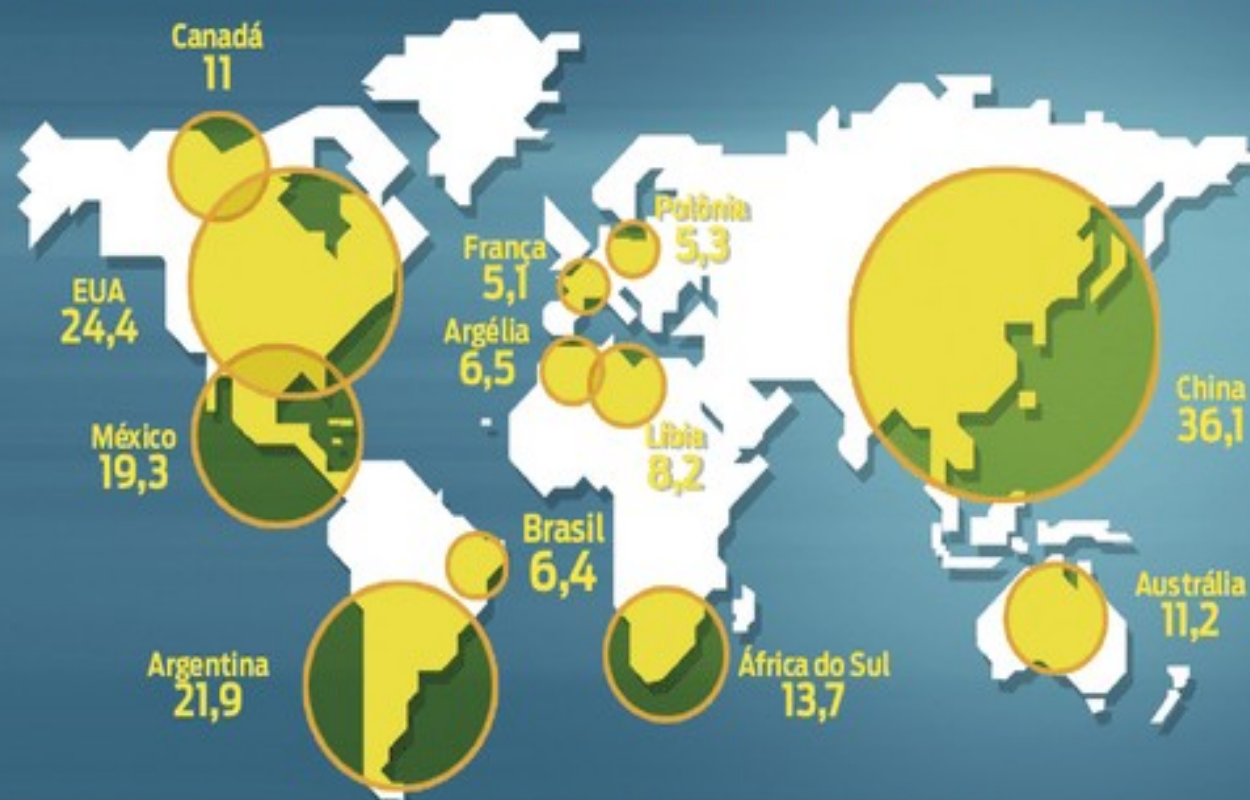 Canadá
11
Polônia
5,3
França
5,1
EUA
24,4
Argélia
6,5
China
36,1
México
19,3
Líbia
8,2
Brasil
6,4
Austrália
11,2
Argentina
21,9
África do Sul
13,7